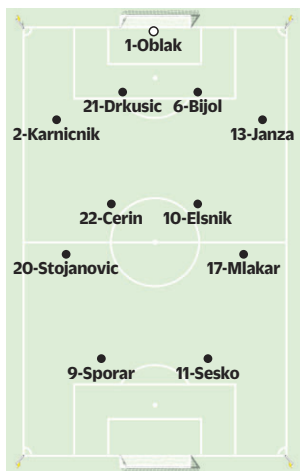 1-Oblak
21-Drkusic 6-Bijol
2-Karnicnik 13-Janza
22-Cerin 10-Elsnik
20-Stojanovic 17-Mlakar
9-Sporar 11-Sesko